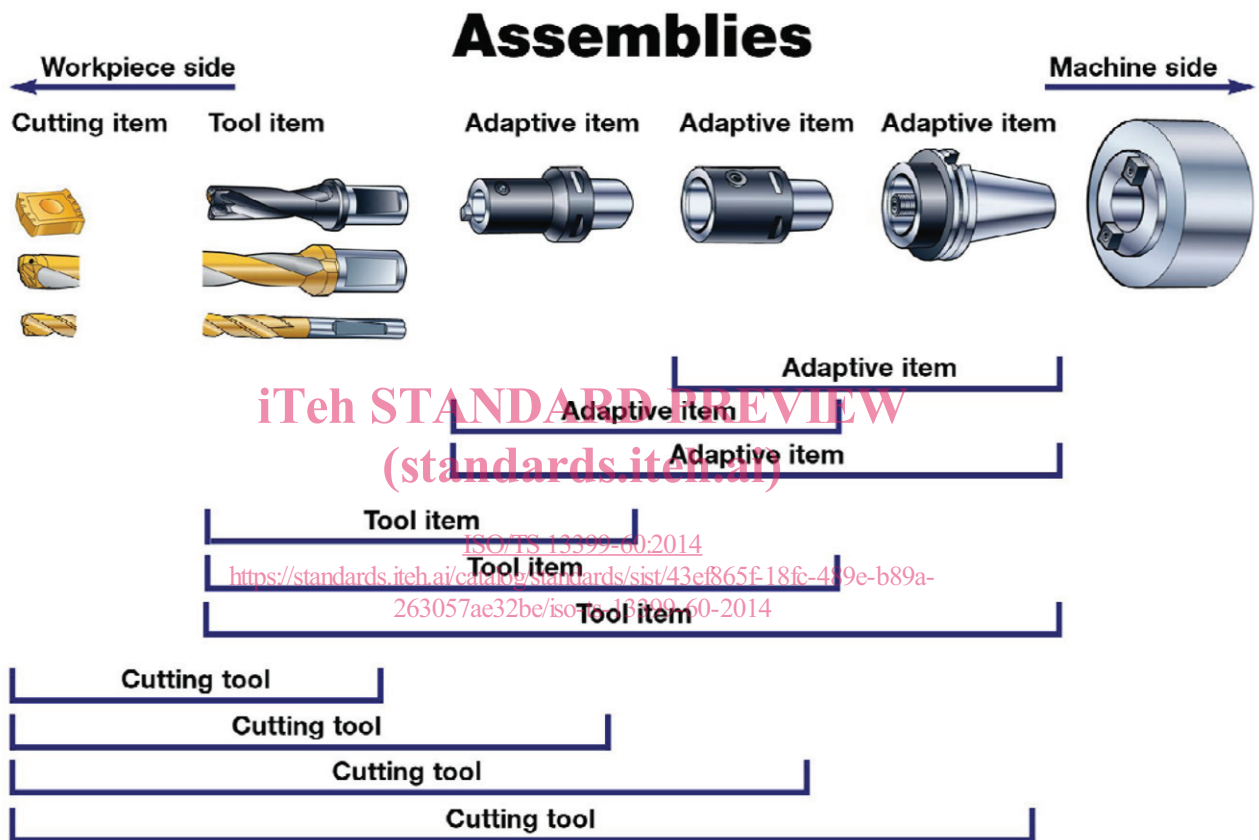 Assemblies
Workpiece side
Machine side
Cutting item
Tool item
Adaptive item
Adaptive item
Adaptive item
Adaptive item
iTeh STANDARD PREVIEW
Adaptive item
(standards.iteh.ai)
Adaptive item
Tool item
ISO/TS 13399-60:2014
Tool item
https://standards.iteh.ai/catalog/standards/sist/43ef865f-18fc-489e-b89a-
263057ae32be/iso-ts-13399-60-2014
Tool item
Cutting tool
Cutting tool
Cutting tool
Cutting tool